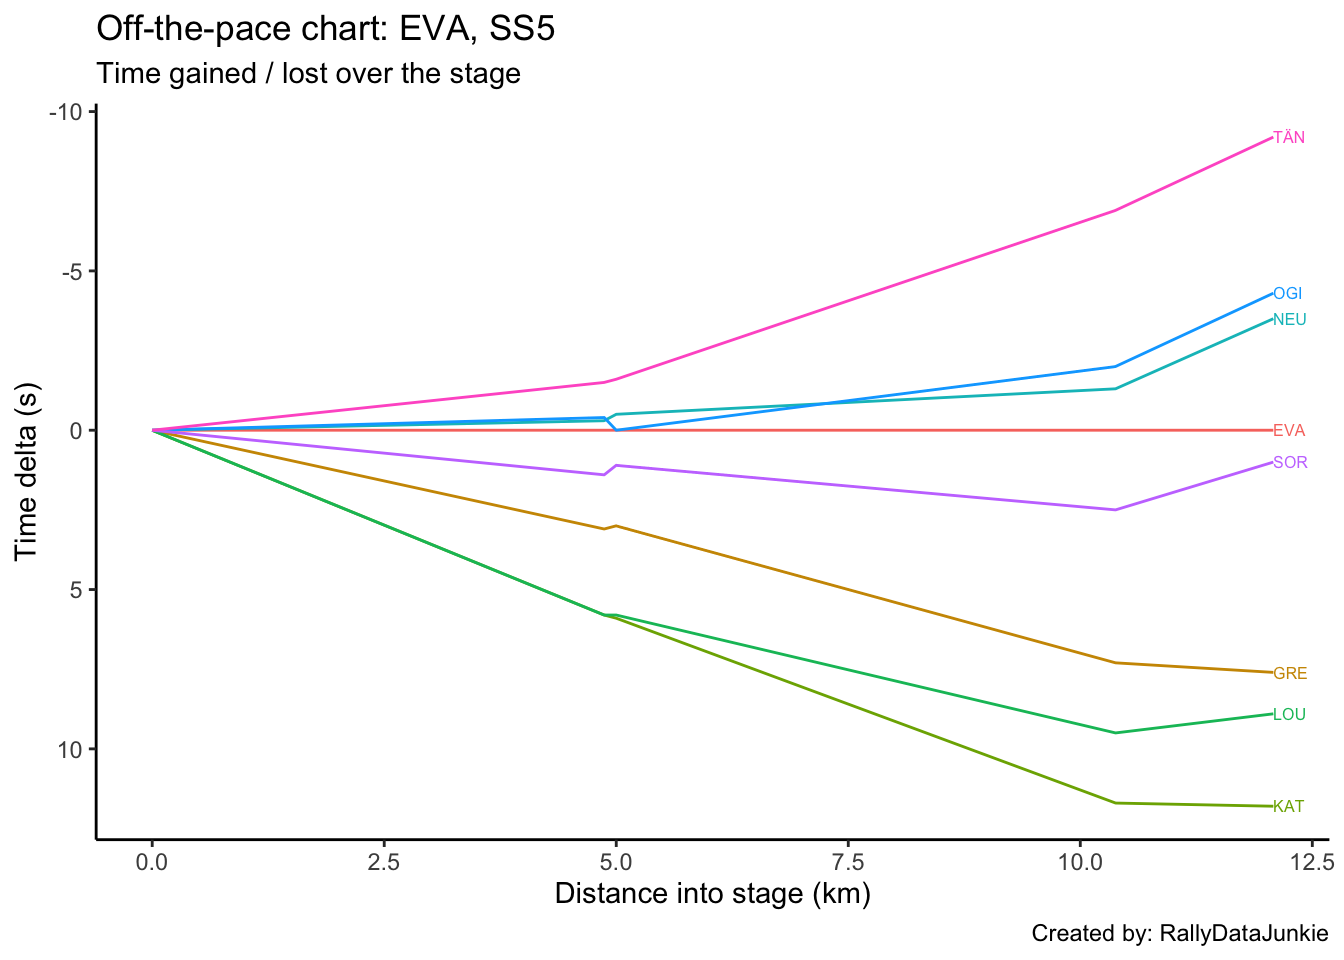 Off-the-pace chart: EVA, SS5
Time gained / lost over the stage
-10
-5
0
5
10
Time delta (s)
TÄN
OGI
NEU
EVA
SOR
GRE
LOU
KAT
0.0 2.5 5.0 7.5 10.0 12.5
Distance into stage (km)
Created by: RallyDataJunkie